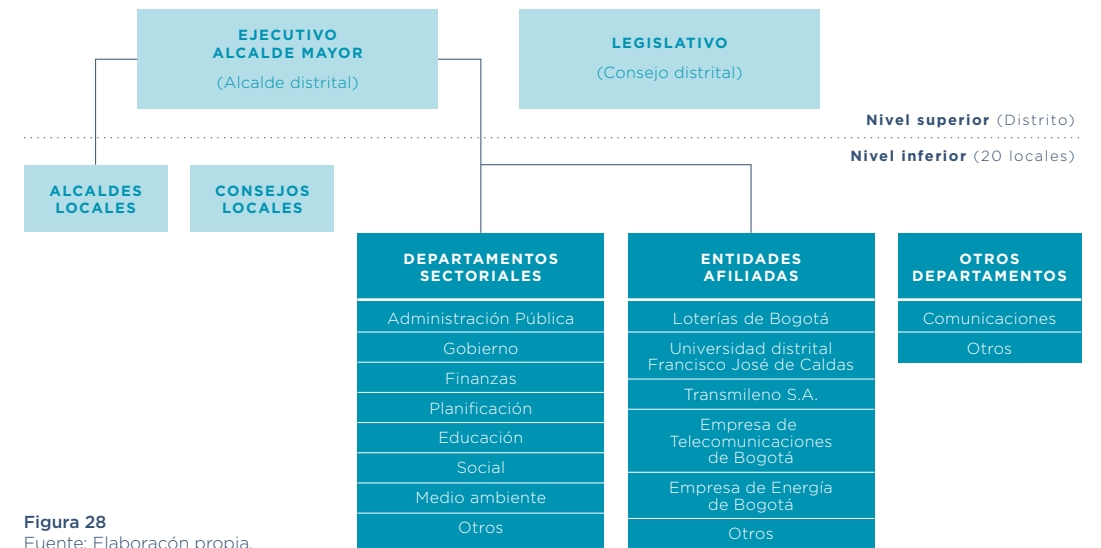 EJECUTIVO
ALCALDE MAYOR
(Alcalde distrital)
LEGISLATIVO
(Consejo distrital)
Nivel superior (Distrito)
Nivel inferior (20 locales)
ALCALDES
LOCALES
CONSEJOS
LOCALES
DEPARTAMENTOS
SECTORIALES
Administración Pública
Gobierno
Finanzas
Planificación
Educación
Social
Medio ambiente
Otros
ENTIDADES
AFILIADAS
Loterías de Bogotá
Universidad distrital
Francisco José de Caldas
Transmileno S.A.
Empresa de
Telecomunicaciones
de Bogotá
Empresa de Energía
de Bogotá
Otros
OTROS
DEPARTAMENTOS
Comunicaciones
Otros
Figura 28
Fuente: Elaboracón propia.